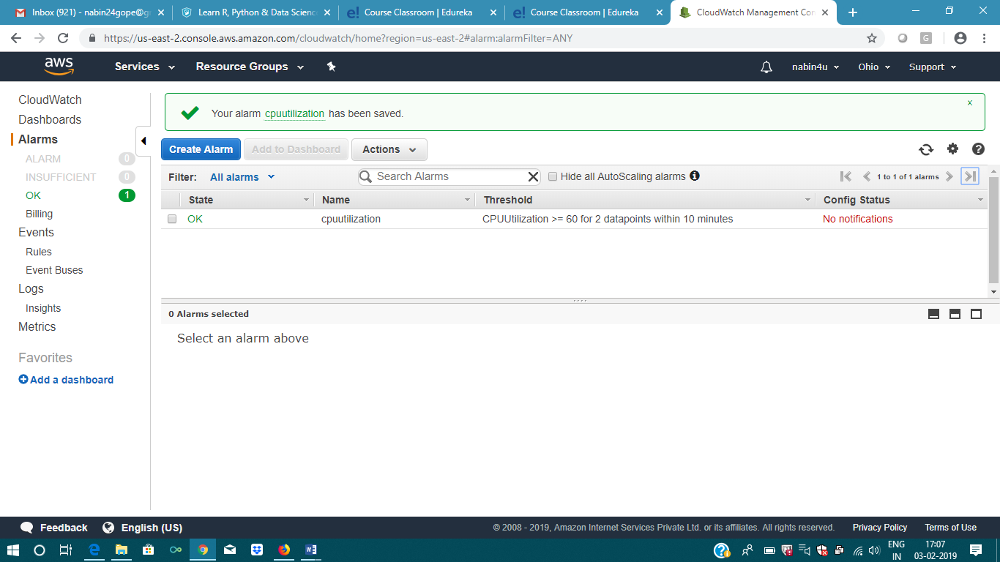 Inbox (921) - nabin24gope@g
Learn R, Python & Data Scienc
e! Course Classroom | Edureka
e! Course Classroom | Edureka
CloudWatch Management Con
https://us-east-2.console.aws.amazon.com/cloudwatch/home?region=us-east-2#alarm:alarmFilter=ANY
G
aws
Services
Resource Groups
nabin4u
Ohio
Support
CloudWatch
Dashboards
Alarms
ALARM 0
INSUFFICIENT 0
OK 1
Billing
Events
Rules
Event Buses
Logs
Insights
Metrics
Favorites
Add a dashboard
Your alarm cpuutilization has been saved.
x
Create Alarm
Add to Dashboard
Actions
Filter: All alarms
Search Alarms
Hide all AutoScaling alarms
1 to 1 of 1 alarms
State Name Threshold Config Status
OK cpuutilization CPUUtilization >= 60 for 2 datapoints within 10 minutes No notifications
0 Alarms selected
Select an alarm above
Feedback
English (US)
© 2008 - 2019, Amazon Internet Services Private Ltd. or its affiliates. All rights reserved.
Privacy Policy
Terms of Use
ENG
IN
17:07
03-02-2019